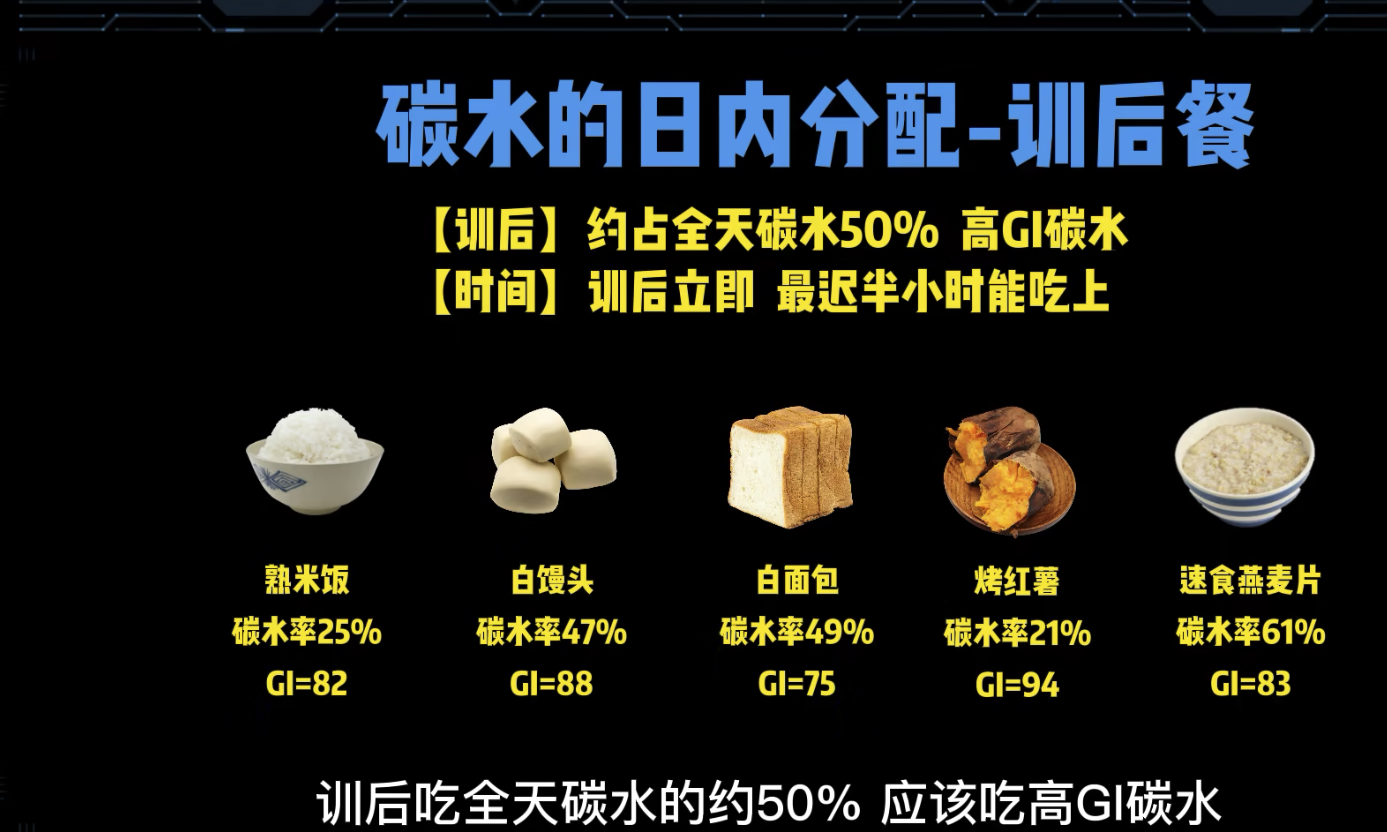 碳水的日内分配-训后餐
【训后】约占全天碳水50% 高GI碳水
【时间】训后立即 最迟半小时能吃上
熟米饭 白馒头 白面包 烤红薯 速食燕麦片
碳水率25% 碳水率47% 碳水率49% 碳水率21% 碳水率61%
GI=82 GI=88 GI=75 GI=94 GI=83
训后吃全天碳水的约50% 应该吃高GI碳水